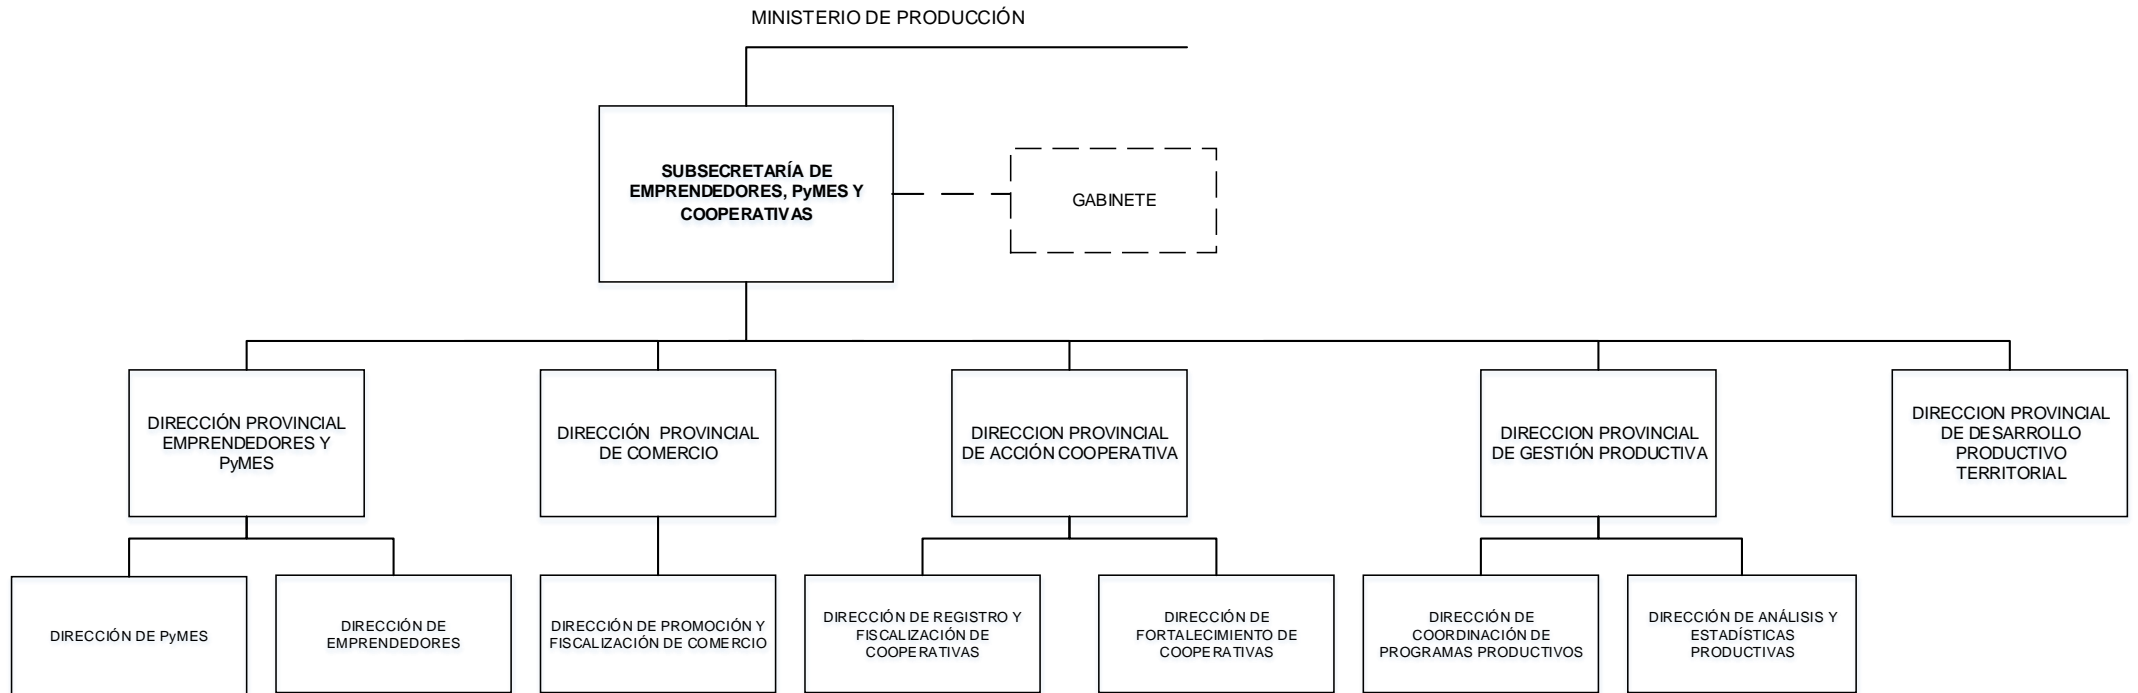 MINISTERIO DE PRODUCCIÓN
SUBSECRETARÍA DE
EMPRENDEDORES, PyMES Y
COOPERATIVAS
GABINETE
DIRECCIÓN PROVINCIAL
EMPRENDEDORES Y
PyMES
DIRECCIÓN PROVINCIAL
DE COMERCIO
DIRECCION PROVINCIAL
DE ACCIÓN COOPERATIVA
DIRECCION PROVINCIAL
DE GESTIÓN PRODUCTIVA
DIRECCION PROVINCIAL
DE DESARROLLO
PRODUCTIVO
TERRITORIAL
DIRECCIÓN DE PyMES
DIRECCIÓN DE
EMPRENDEDORES
DIRECCIÓN DE PROMOCIÓN Y
FISCALIZACIÓN DE COMERCIO
DIRECCIÓN DE REGISTRO Y
FISCALIZACIÓN DE
COOPERATIVAS
DIRECCIÓN DE
FORTALECIMIENTO DE
COOPERATIVAS
DIRECCIÓN DE
COORDINACIÓN DE
PROGRAMAS PRODUCTIVOS
DIRECCIÓN DE ANÁLISIS Y
ESTADÍSTICAS
PRODUCTIVAS